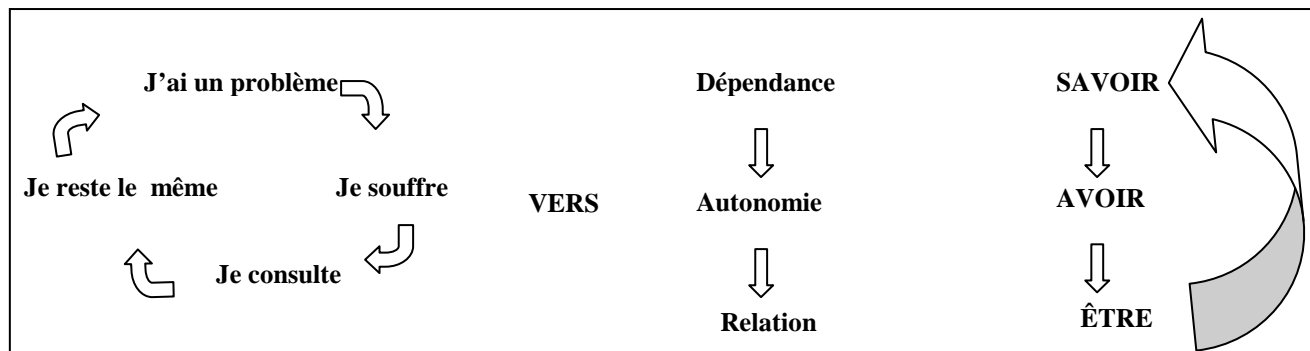 J'ai un problème
Dépendance
SAVOIR
Je reste le même
Je souffre
VERS
Autonomie
AVOIR
Je consulte
Relation
ÊTRE